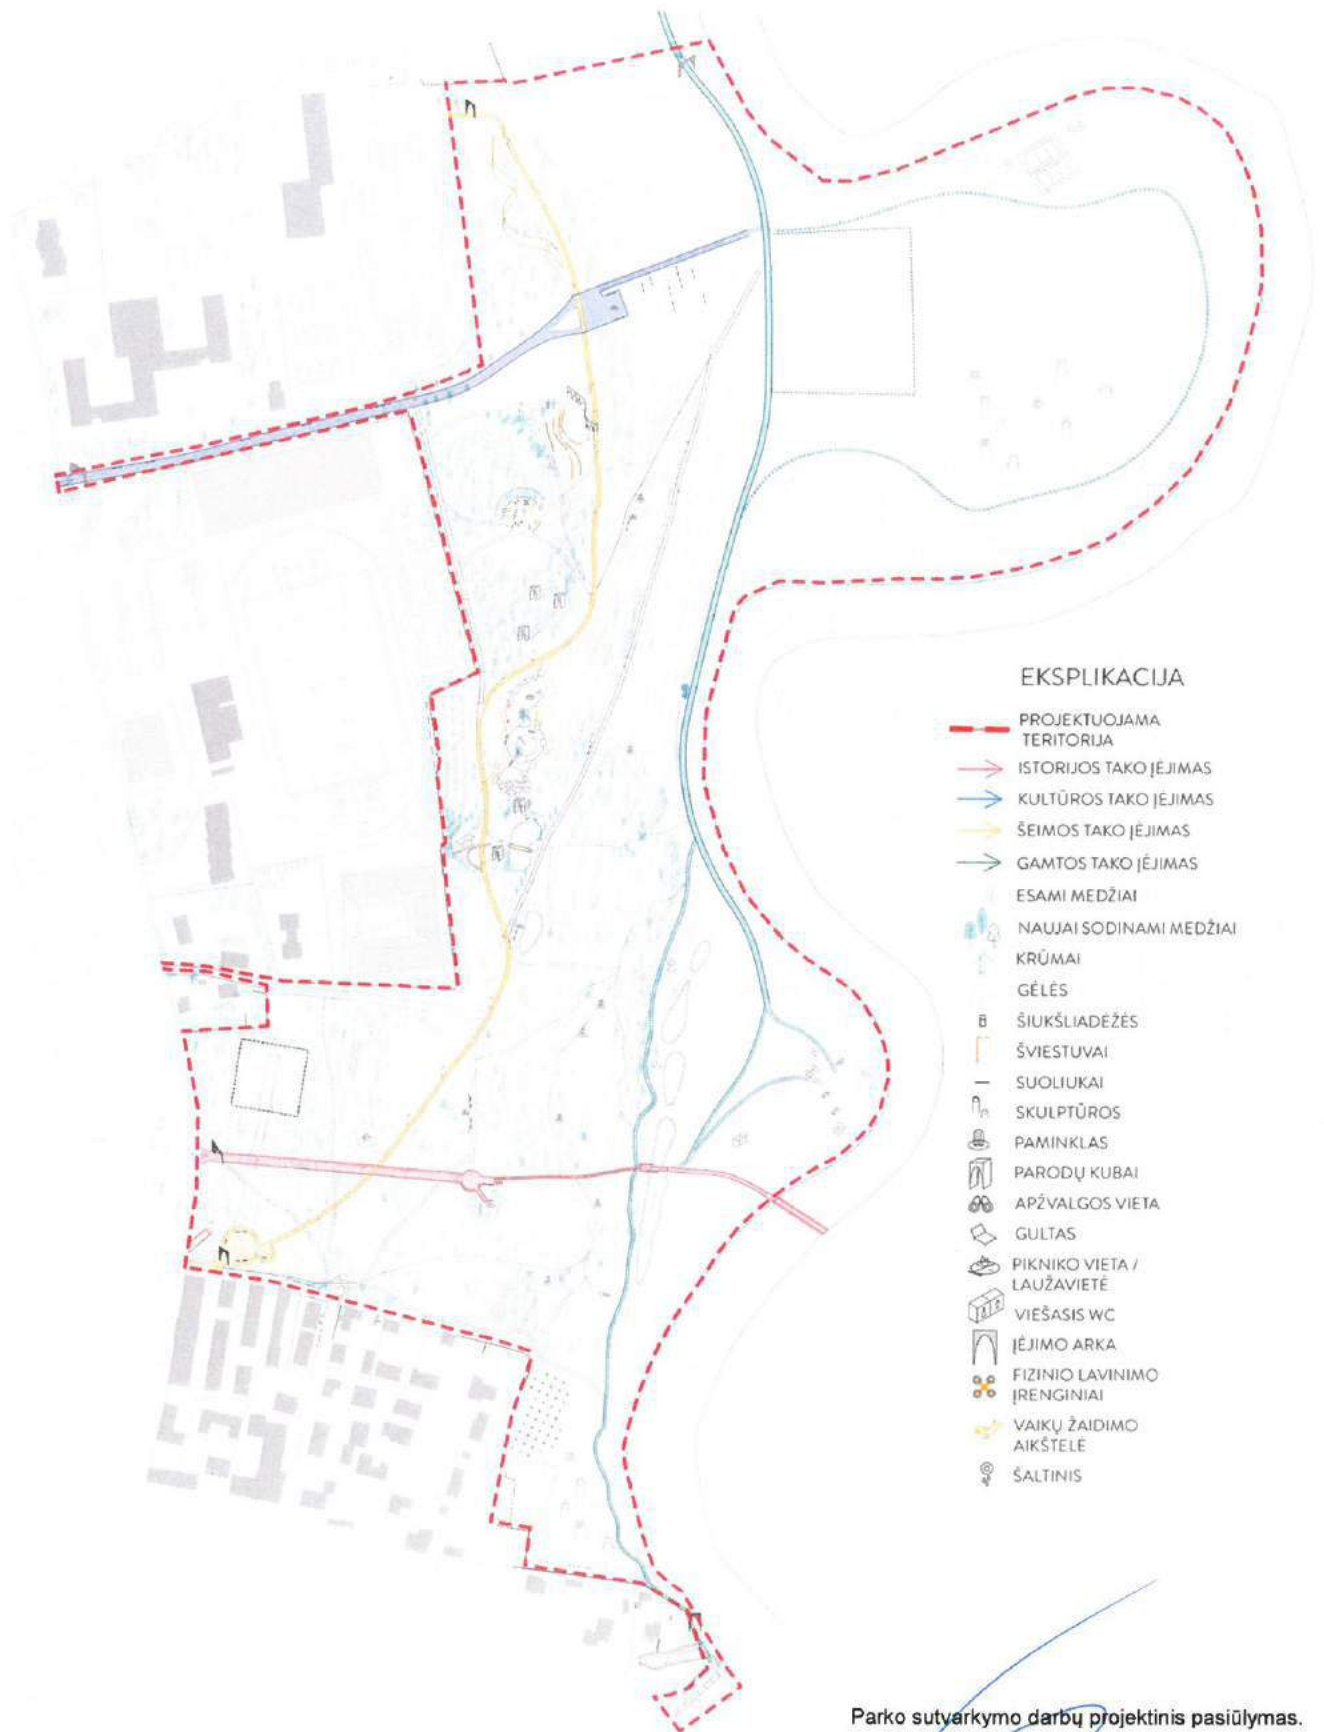 EKSPLIKACIJA
PROJEKTUOJAMA
TERITORIJA
ISTORIJOS TAKO ĮĖJIMAS
KULTŪROS TAKO ĮĖJIMAS
ŠEIMOS TAKO ĮĖJIMAS
GAMTOS TAKO ĮĖJIMAS
ESAMI MEDŽIAI
NAUJAI SODINAMI MEDŽIAI
KRŪMAI
GĖLĖS
ŠIUKŠLIADĖŽĖS
ŠVIESTUVAI
SUOLIUKAI
SKULPTŪROS
PAMINKLAS
PARODŲ KUBAI
APŽVALGOS VIETA
GULTAS
PIKNIKO VIETA /
LAUŽAVIETĖ
VIEŠASIS WC
ĮĖJIMO ARKA
FIZINIO LAVINIMO
ĮRENGINIAI
VAIKŲ ŽAIDIMO
AIKŠTELĖ
ŠALTINIS
Parko sutvarkymo darbų projektinis pasiūlymas.